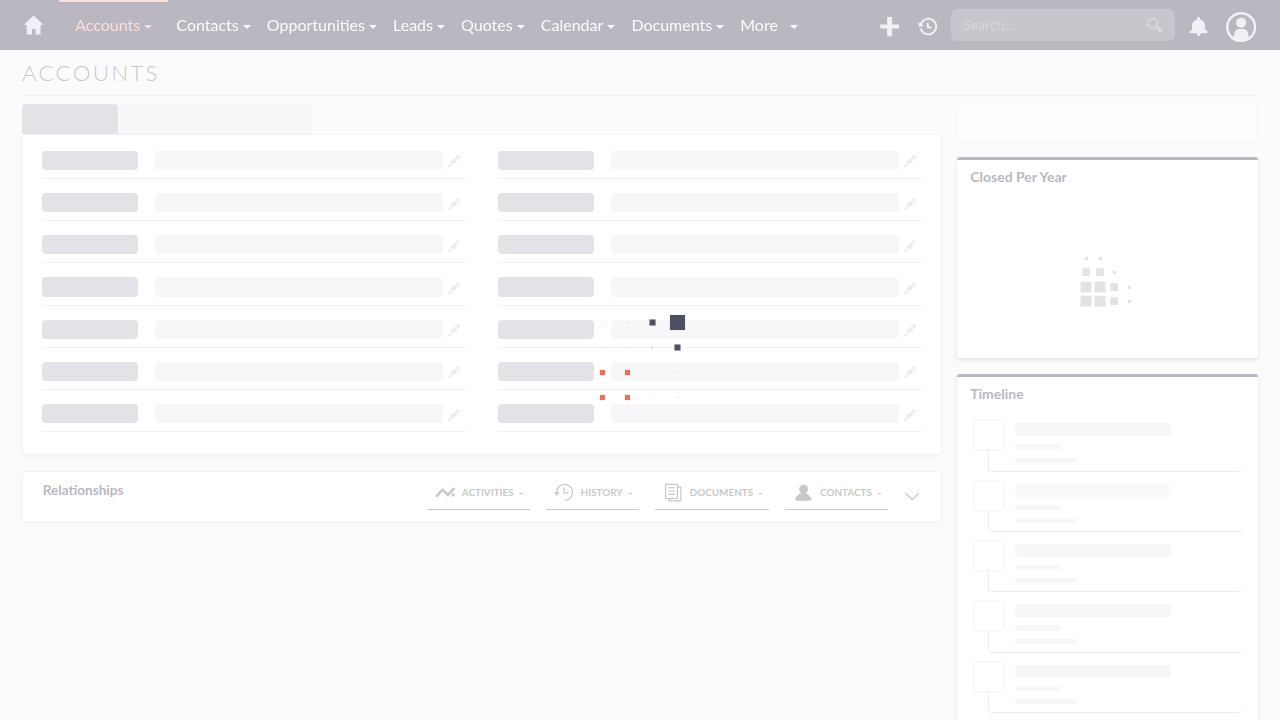 Accounts Contacts Opportunities Leads Quotes Calendar Documents More Search...
ACCOUNTS
Closed Per Year
Timeline
Relationships ACTIVITIES - HISTORY - DOCUMENTS - CONTACTS -